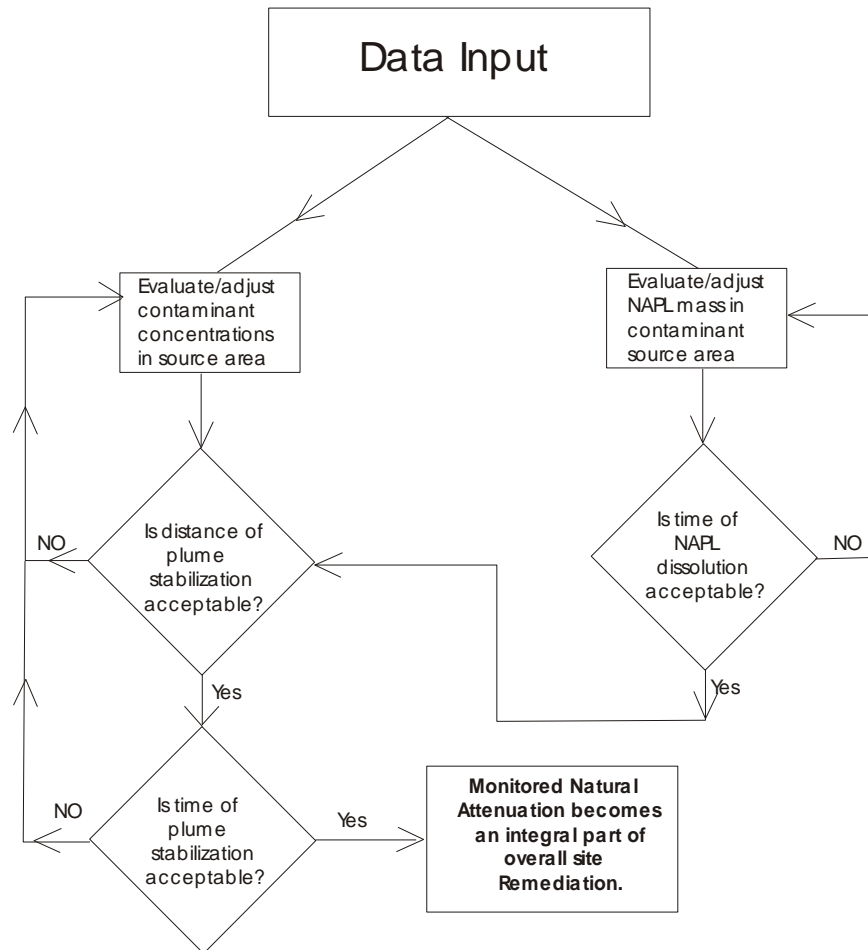 Data Input
Evaluate/adjust
contaminant
concentrations
in source area
Evaluate/adjust
NAPL mass in
contaminant
source area
Is distance of
plume
stabilization
acceptable?
NO
Is time of
NAPL
dissolution
acceptable?
NO
Yes
Yes
Is time of
plume
stabilization
acceptable?
NO
Yes
Monitored Natural
Attenuation becomes
an integral part of
overall site
Remediation.